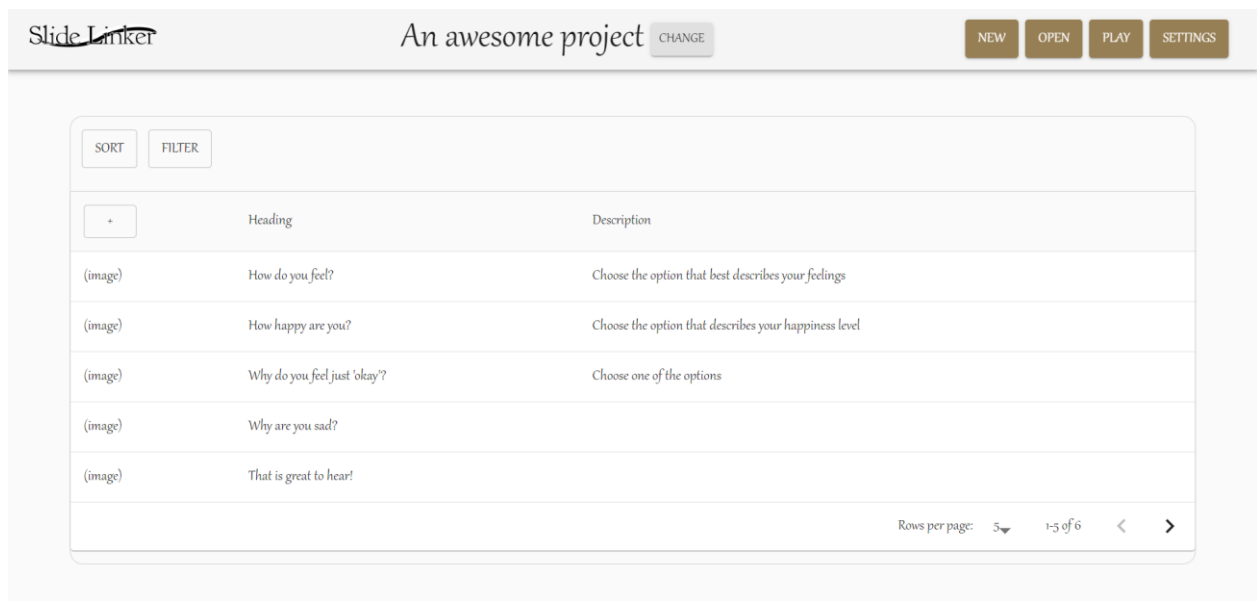 Slide Linker An awesome project CHANGE NEW OPEN PLAY SETTINGS
SORT FILTER
+ Heading Description
(image) How do you feel? Choose the option that best describes your feelings
(image) How happy are you? Choose the option that describes your happiness level
(image) Why do you feel just 'okay'? Choose one of the options
(image) Why are you sad?
(image) That is great to hear!
Rows per page: 5 1-5 of 6